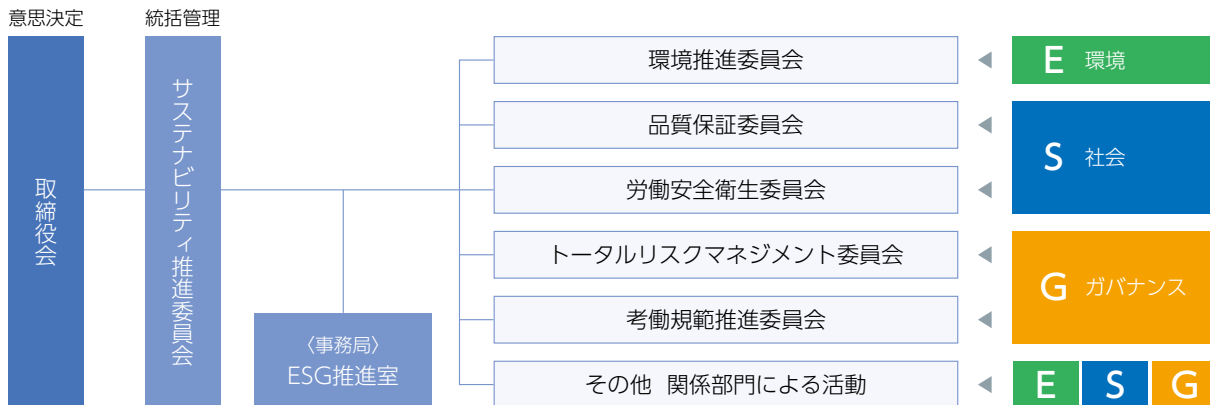 意思決定
統括管理
取締役会
サステナビリティ推進委員会
〈事務局〉
ESG推進室
環境推進委員会
品質保証委員会
労働安全衛生委員会
トータルリスクマネジメント委員会
考働規範推進委員会
その他 関係部門による活動
E 環境
S 社会
G ガバナンス
E S G